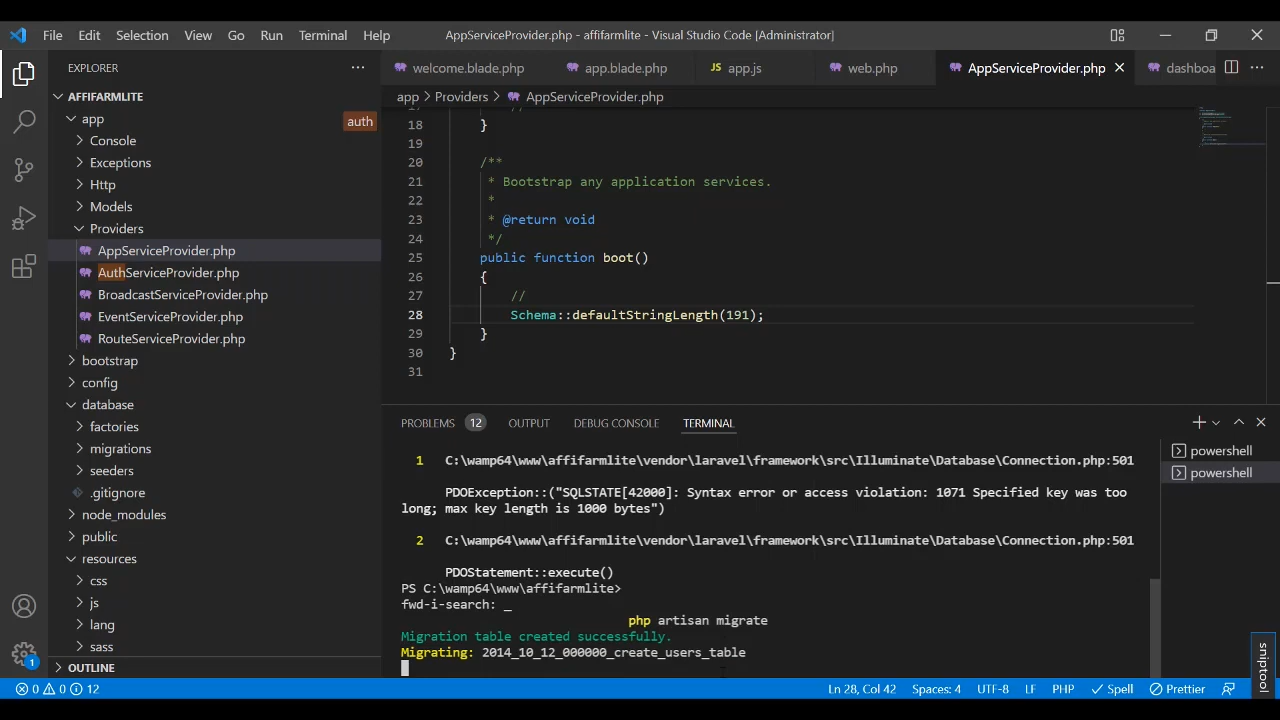 File Edit Selection View Go Run Terminal Help
AppServiceProvider.php - affifarmlite - Visual Studio Code [Administrator]
EXPLORER
AFFIFARMLITE
app
auth
Console
Exceptions
Http
Models
Providers
AppServiceProvider.php
AuthServiceProvider.php
BroadcastServiceProvider.php
EventServiceProvider.php
RouteServiceProvider.php
bootstrap
config
database
factories
migrations
seeders
.gitignore
node_modules
public
resources
css
js
lang
sass
OUTLINE
welcome.blade.php app.blade.php JS app.js web.php AppServiceProvider.php dashboa
app > Providers > AppServiceProvider.php
18 }
19
20 /**
21 * Bootstrap any application services.
22 *
23 * @return void
24 */
25 public function boot()
26 {
27 //
28 Schema::defaultStringLength(191);
29 }
30 }
31
PROBLEMS 12 OUTPUT DEBUG CONSOLE TERMINAL
1 C:\wamp64\www\affifarmlite\vendor\laravel\framework\src\Illuminate\Database\Connection.php:501
PDOException::("SQLSTATE[42000]: Syntax error or access violation: 1071 Specified key was too
long; max key length is 1000 bytes")
2 C:\wamp64\www\affifarmlite\vendor\laravel\framework\src\Illuminate\Database\Connection.php:501
PDOStatement::execute()
PS C:\wamp64\www\affifarmlite>
fwd-i-search: _
php artisan migrate
Migration table created successfully.
Migrating: 2014_10_12_000000_create_users_table
powershell
powershell
sniptool
1
0 0 12
Ln 28, Col 42 Spaces: 4 UTF-8 LF PHP Spell Prettier